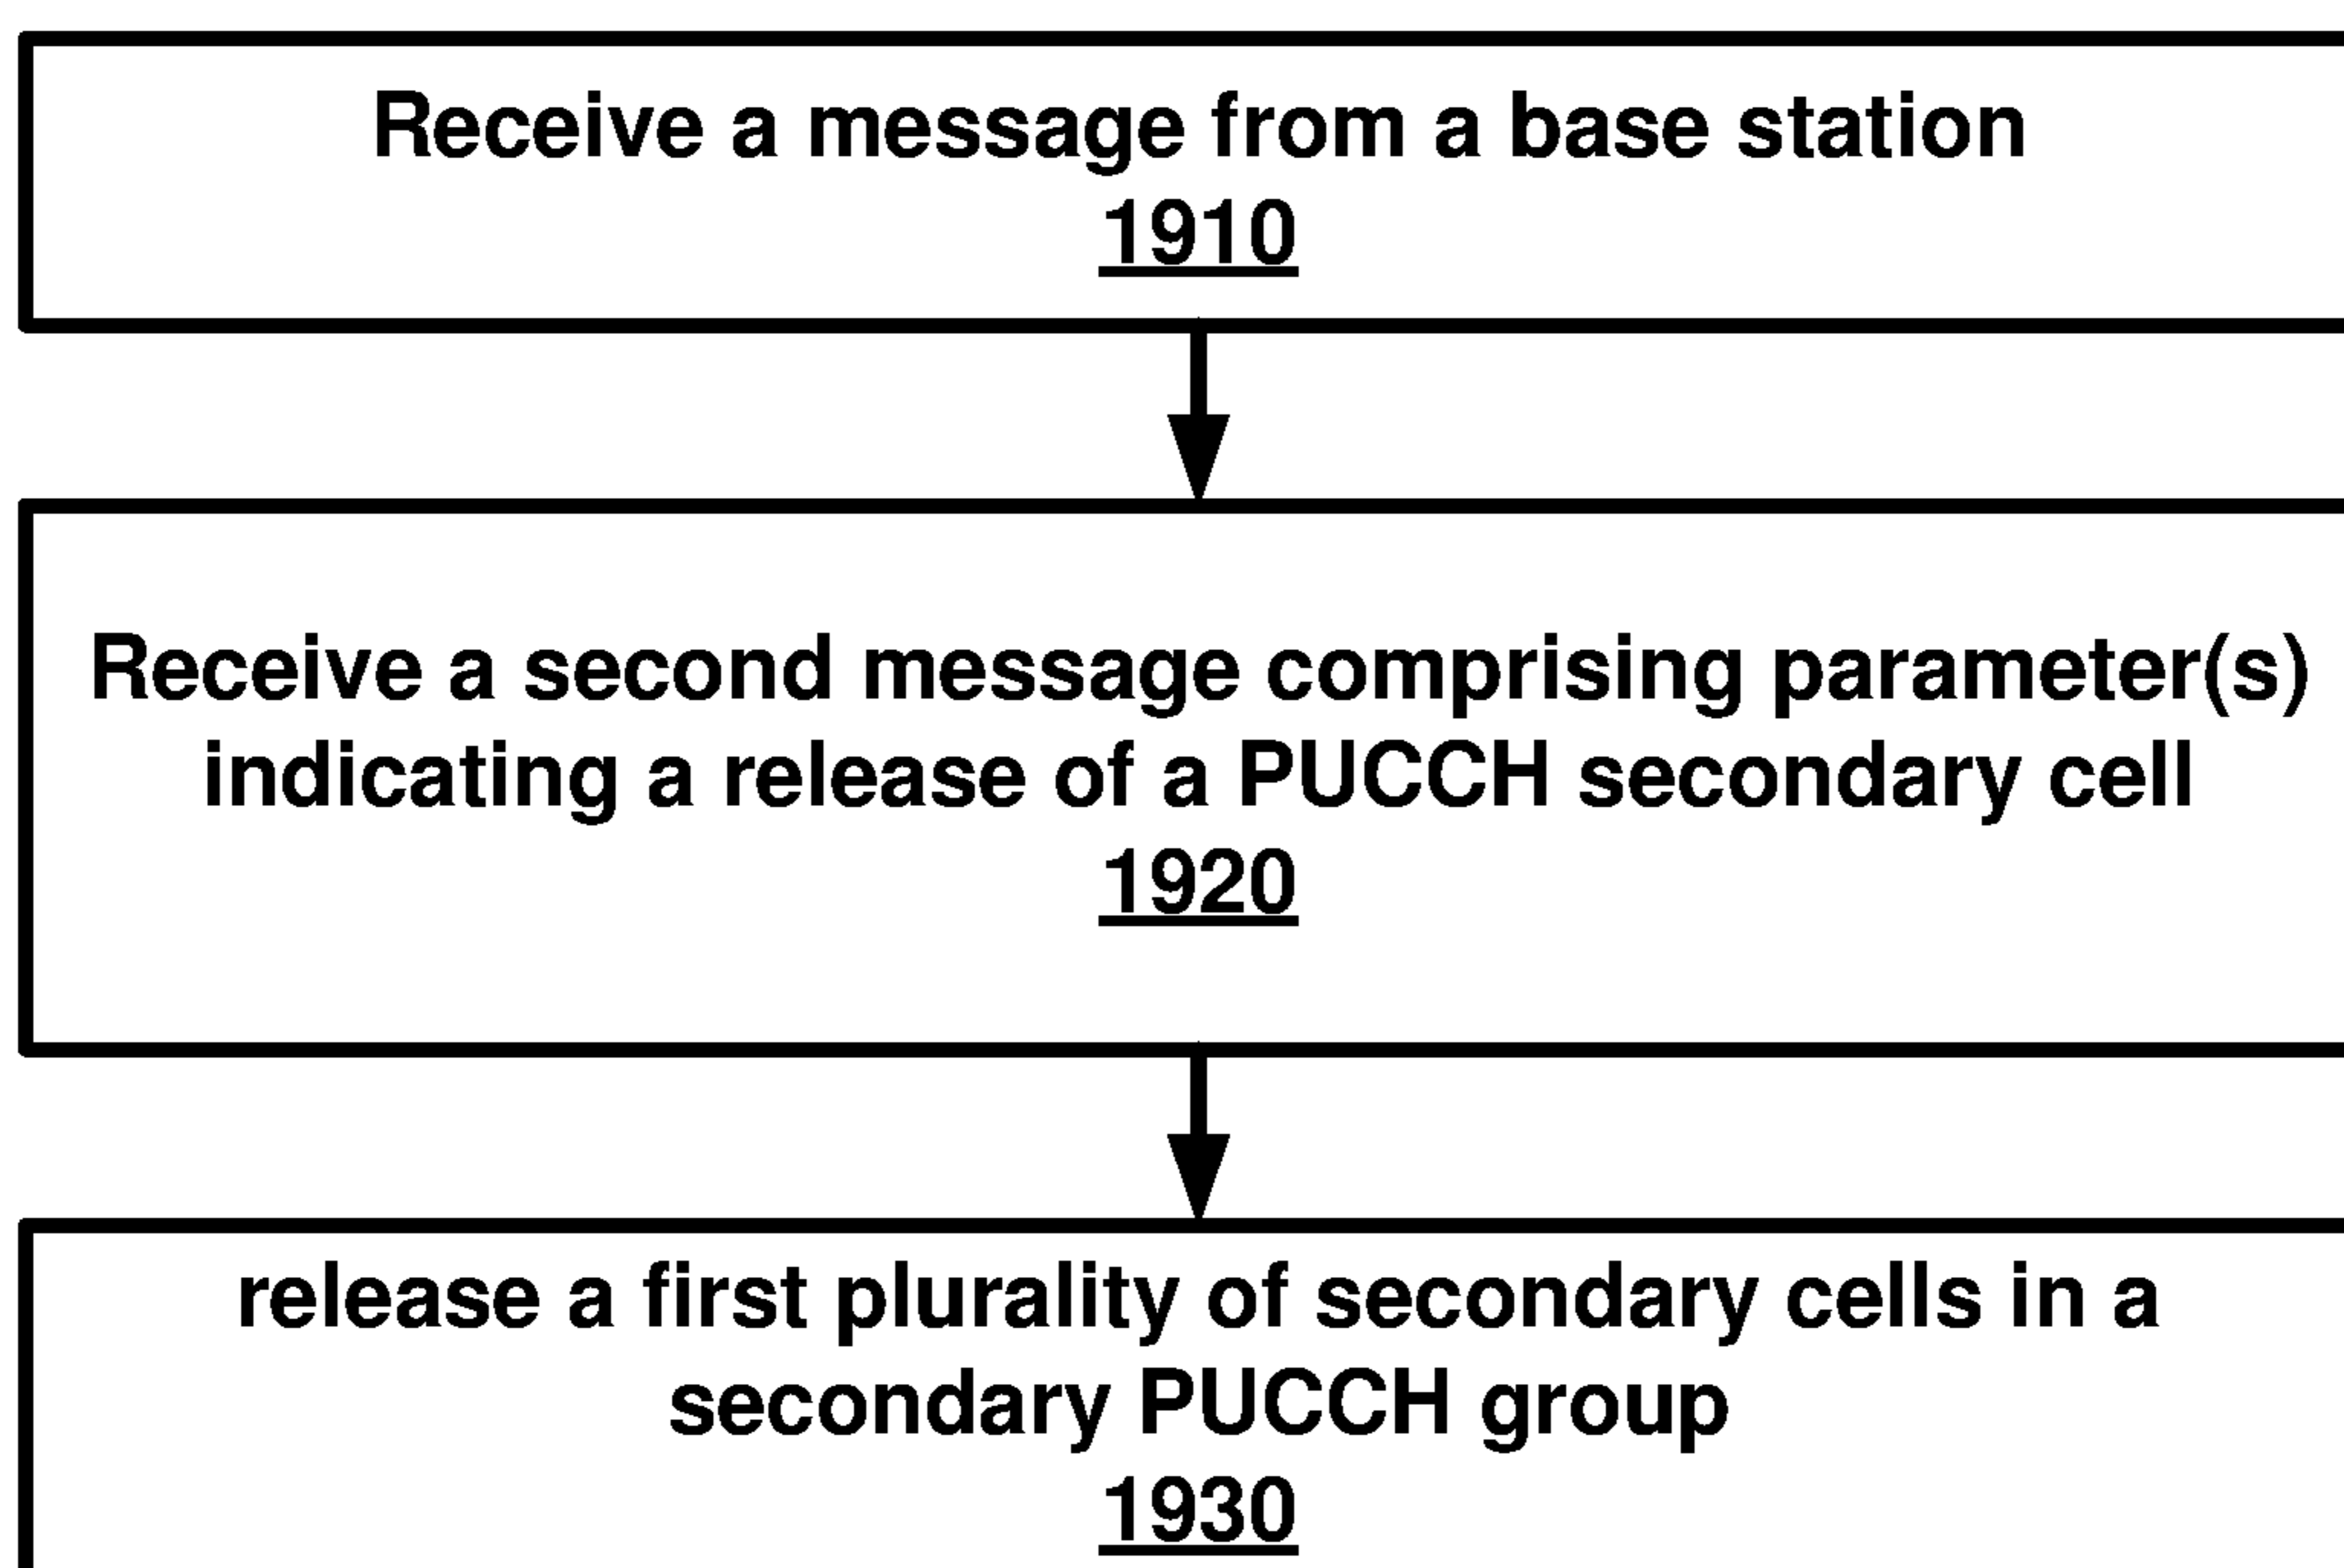 Receive a message from a base station
1910
Receive a second message comprising parameter(s)
indicating a release of a PUCCH secondary cell
1920
release a first plurality of secondary cells in a
secondary PUCCH group
1930